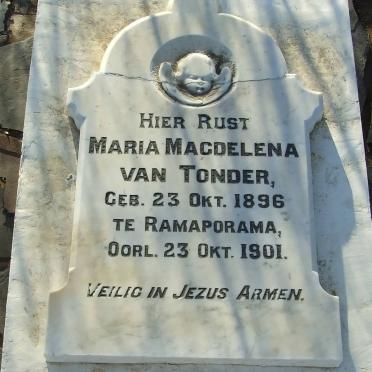 Hier Rust
Maria Magdelena
van Tonder,
Geb. 23 Okt. 1896
te Ramaporama,
Oorl. 23 Okt. 1901.
Veilig in Jezus Armen.